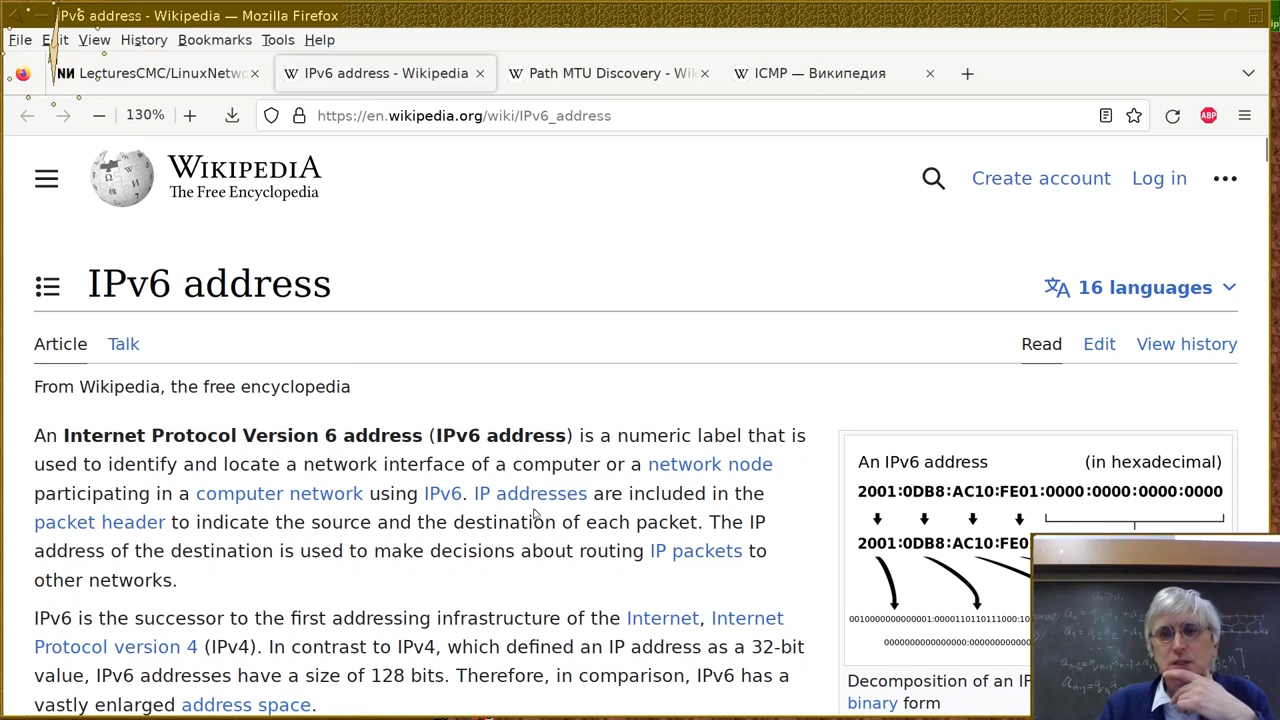 IPv6 address - Wikipedia — Mozilla Firefox
File Edit View History Bookmarks Tools Help
LecturesCMC/LinuxNetwo
IPv6 address - Wikipedia
Path MTU Discovery - Wik
ICMP — Википедия
130%
https://en.wikipedia.org/wiki/IPv6_address
ABP
WIKIPEDIA
The Free Encyclopedia
Create account Log in
IPv6 address
16 languages
Article Talk
Read Edit View history
From Wikipedia, the free encyclopedia
An Internet Protocol Version 6 address (IPv6 address) is a numeric label that is
used to identify and locate a network interface of a computer or a network node
participating in a computer network using IPv6. IP addresses are included in the
packet header to indicate the source and the destination of each packet. The IP
address of the destination is used to make decisions about routing IP packets to
other networks.
IPv6 is the successor to the first addressing infrastructure of the Internet, Internet
Protocol version 4 (IPv4). In contrast to IPv4, which defined an IP address as a 32-bit
value, IPv6 addresses have a size of 128 bits. Therefore, in comparison, IPv6 has a
vastly enlarged address space.
An IPv6 address (in hexadecimal)
2001:0DB8:AC10:FE01:0000:0000:0000:0000
2001:0DB8:AC10:FE0
Decomposition of an IP
binary form